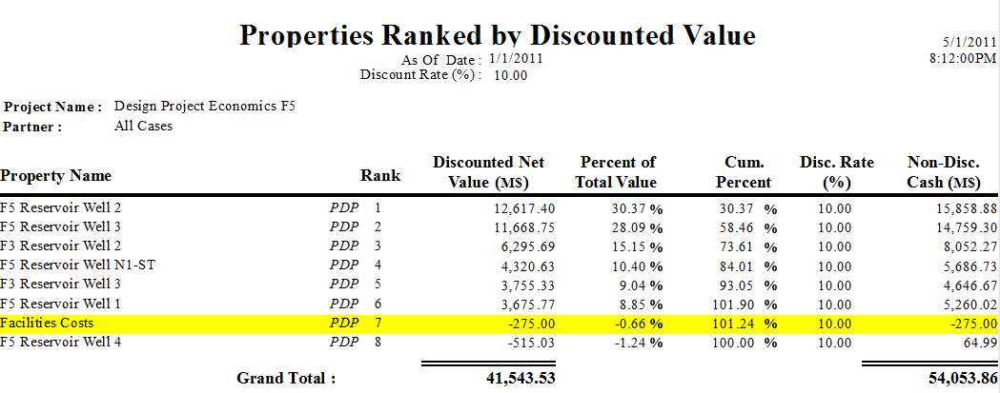 Properties Ranked by Discounted Value
5/1/2011
As Of Date : 1/1/2011
8:12:00PM
Discount Rate (%) : 10.00
Project Name : Design Project Economics F5
Partner : All Cases
Discounted Net Percent of Cum. Disc. Rate Non-Disc.
Property Name Rank Value (M$) Total Value Percent (%) Cash (M$)
F5 Reservoir Well 2 PDP 1 12,617.40 30.37 % 30.37 % 10.00 15,858.88
F5 Reservoir Well 3 PDP 2 11,668.75 28.09 % 58.46 % 10.00 14,759.30
F3 Reservoir Well 2 PDP 3 6,295.69 15.15 % 73.61 % 10.00 8,052.27
F5 Reservoir Well N1-ST PDP 4 4,320.63 10.40 % 84.01 % 10.00 5,686.73
F3 Reservoir Well 3 PDP 5 3,755.33 9.04 % 93.05 % 10.00 4,646.67
F5 Reservoir Well 1 PDP 6 3,675.77 8.85 % 101.90 % 10.00 5,260.02
Facilities Costs PDP 7 -275.00 -0.66 % 101.24 % 10.00 -275.00
F5 Reservoir Well 4 PDP 8 -515.03 -1.24 % 100.00 % 10.00 64.99
Grand Total : 41,543.53 54,053.86